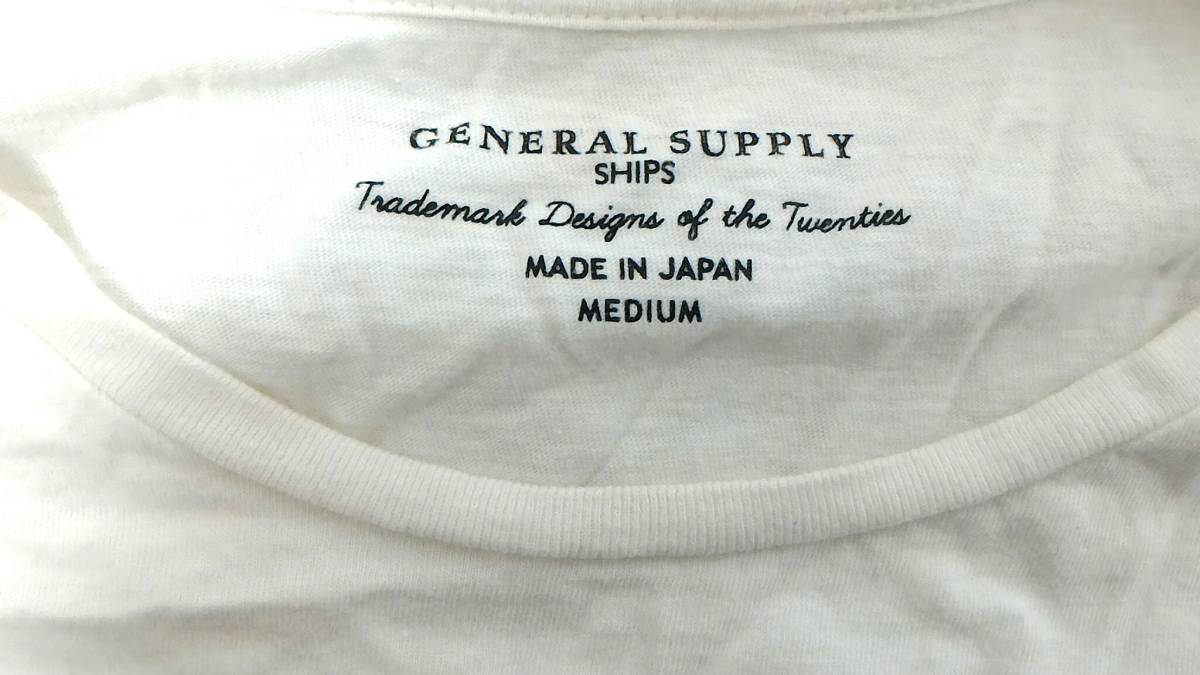 GENERAL SUPPLY
SHIPS
Trademark Designs of the Twenties
MADE IN JAPAN
MEDIUM